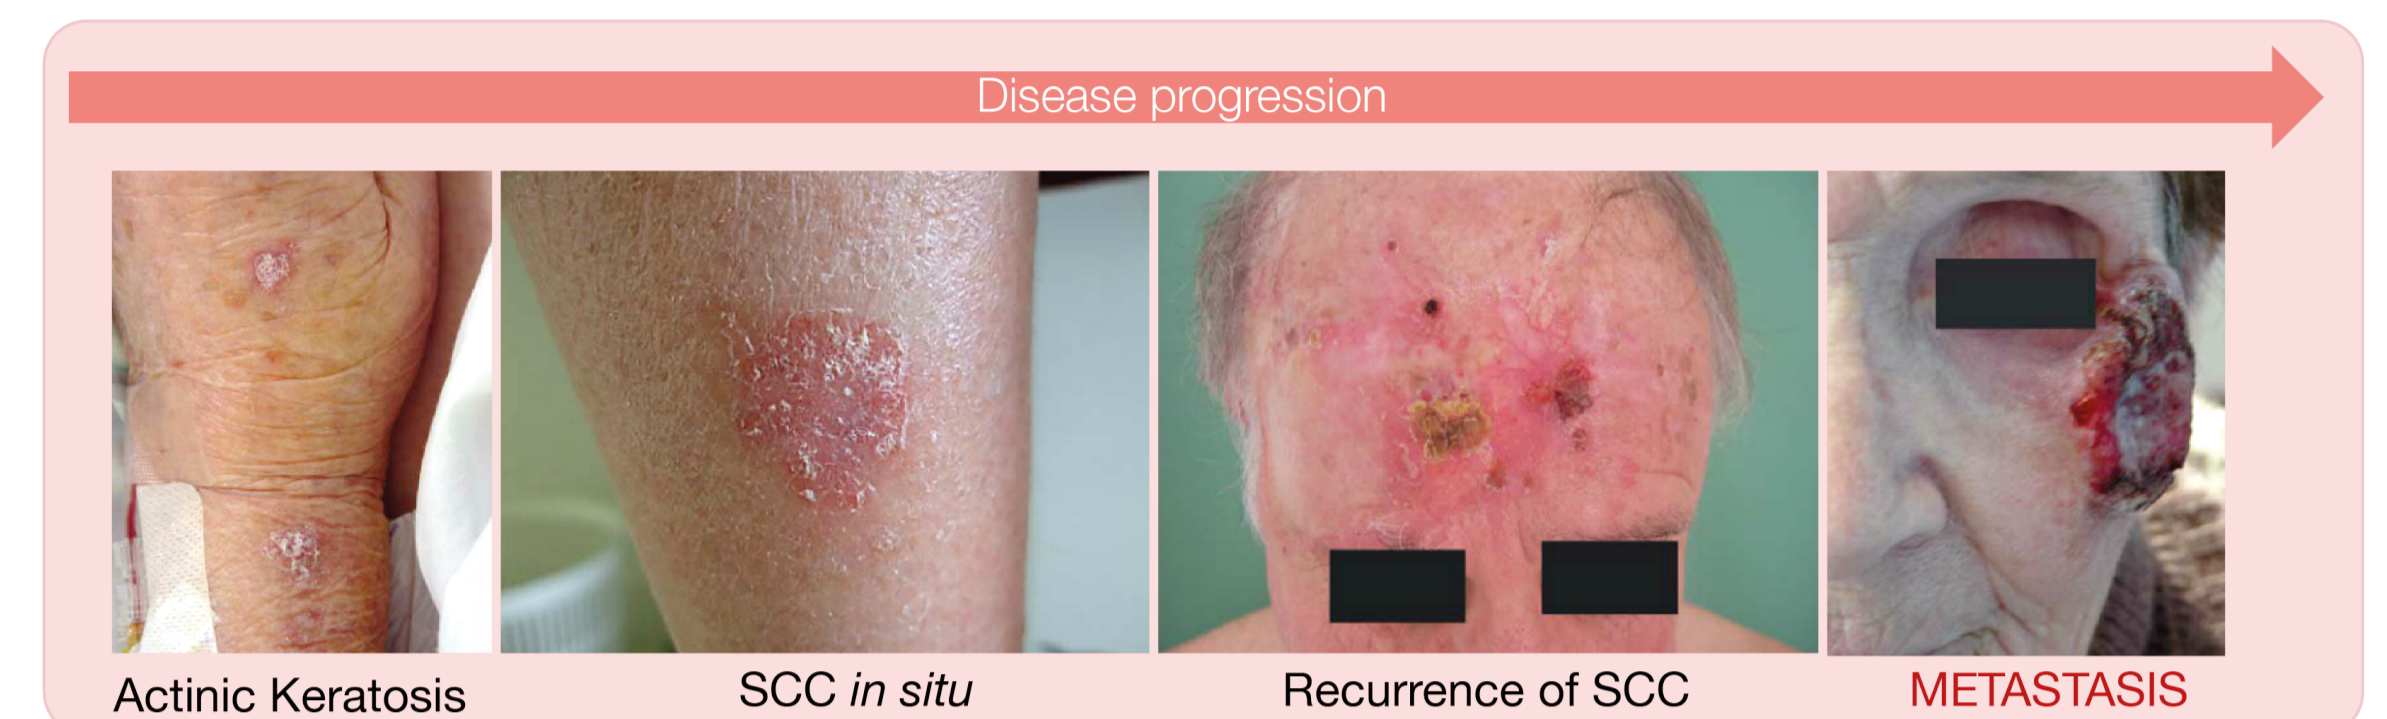 Disease progression
Actinic Keratosis
SCC in situ
Recurrence of SCC
METASTASIS